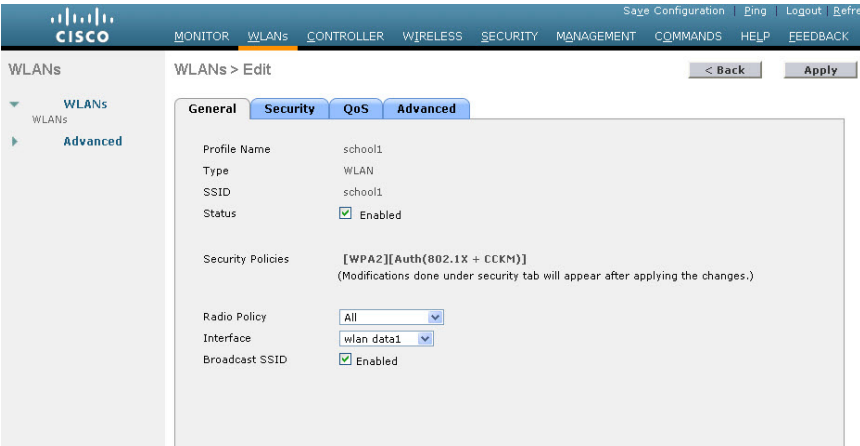 Save Configuration | Ping | Logout | Refre
CISCO
MONITOR WLANs CONTROLLER WIRELESS SECURITY MANAGEMENT COMMANDS HELP FEEDBACK
WLANs
WLANs > Edit
< Back
Apply
WLANs
WLANs
Advanced
General Security QoS Advanced
Profile Name school1
Type WLAN
SSID school1
Status Enabled
Security Policies [WPA2][Auth(802.1X + CCKM)]
(Modifications done under security tab will appear after applying the changes.)
Radio Policy All
Interface wlan data1
Broadcast SSID Enabled